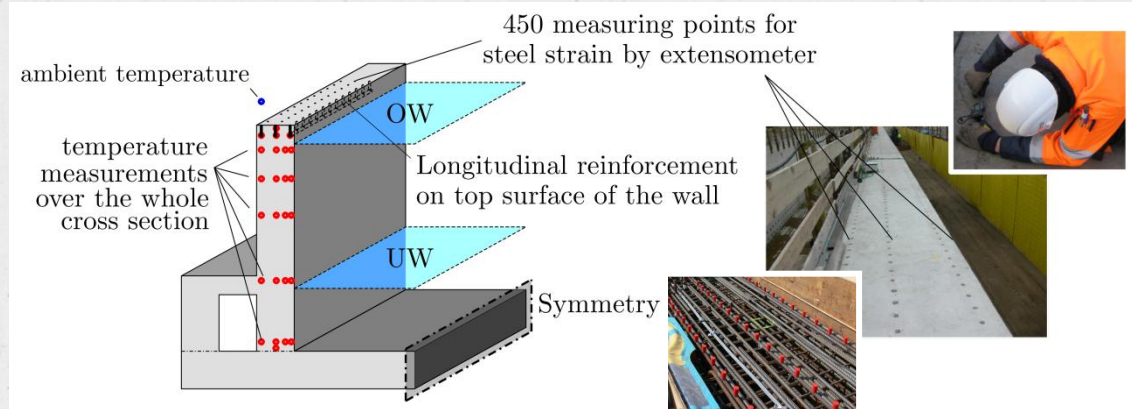 450 measuring points for
steel strain by extensometer
ambient temperature
OW
temperature
measurements
over the whole
cross section
Longitudinal reinforcement
on top surface of the wall
UW
Symmetry